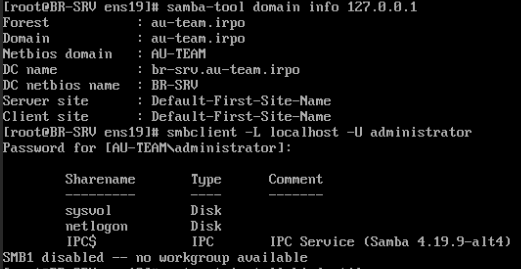 [root@BR-SRV ens19]# samba-tool domain info 127.0.0.1
Forest : au-team.irpo
Domain : au-team.irpo
Netbios domain : AU-TEAM
DC name : br-srv.au-team.irpo
DC netbios name : BR-SRV
Server site : Default-First-Site-Name
Client site : Default-First-Site-Name
[root@BR-SRV ens19]# smbclient -L localhost -U administrator
Password for [AU-TEAM\administrator]:
Sharename Type Comment
--------- ---- -------
sysvol Disk
netlogon Disk
IPC$ IPC IPC Service (Samba 4.19.9-alt4)
SMB1 disabled -- no workgroup available